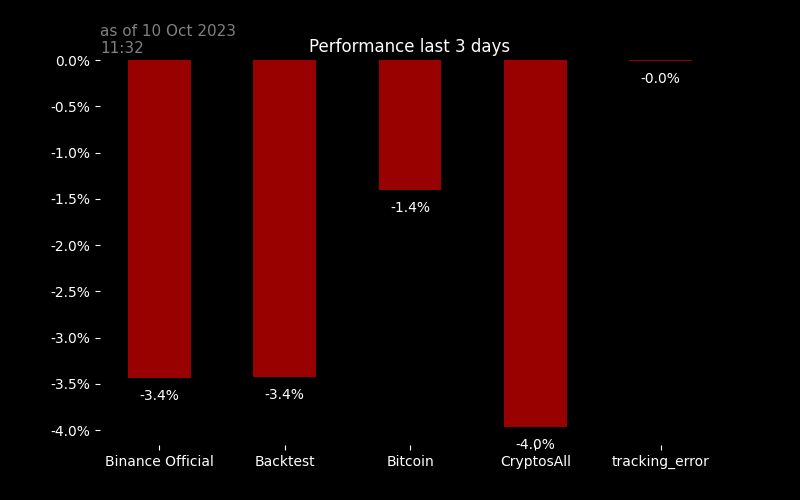 as of 10 Oct 2023
11:32
Performance last 3 days
0.0%
-0.5%
-1.0%
-1.5%
-2.0%
-2.5%
-3.0%
-3.5%
-4.0%
-0.0%
-1.4%
-3.4%
-3.4%
-4.0%
Binance Official
Backtest
Bitcoin
CryptosAll
tracking_error